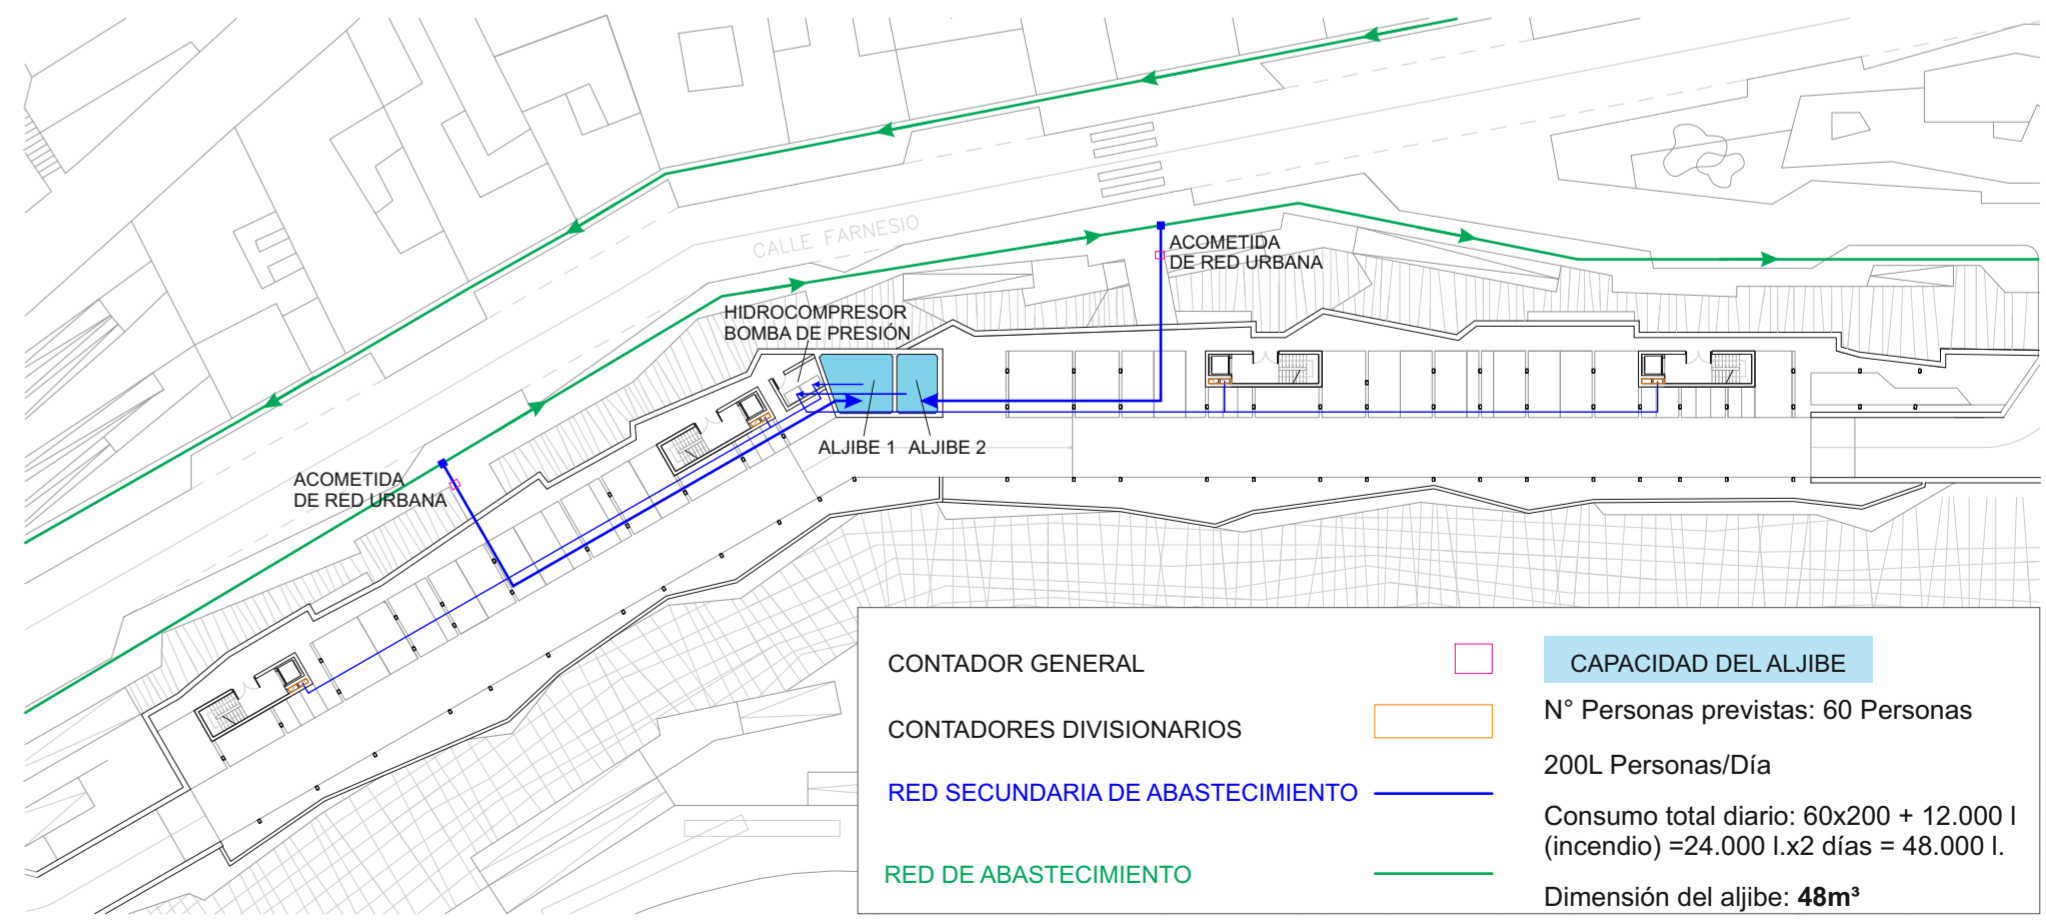 CALLE FARNESIO
ACOMETIDA
DE RED URBANA
HIDROCOMPRESOR
BOMBA DE PRESIÓN
ALJIBE 1
ALJIBE 2
ACOMETIDA
DE RED URBANA
CONTADOR GENERAL
CONTADORES DIVISIONARIOS
RED SECUNDARIA DE ABASTECIMIENTO
RED DE ABASTECIMIENTO
CAPACIDAD DEL ALJIBE
N° Personas previstas: 60 Personas
200L Personas/Día
Consumo total diario: 60x200 + 12.000 l
(incendio) =24.000 l.x2 días = 48.000 l.
Dimensión del aljibe: 48m³